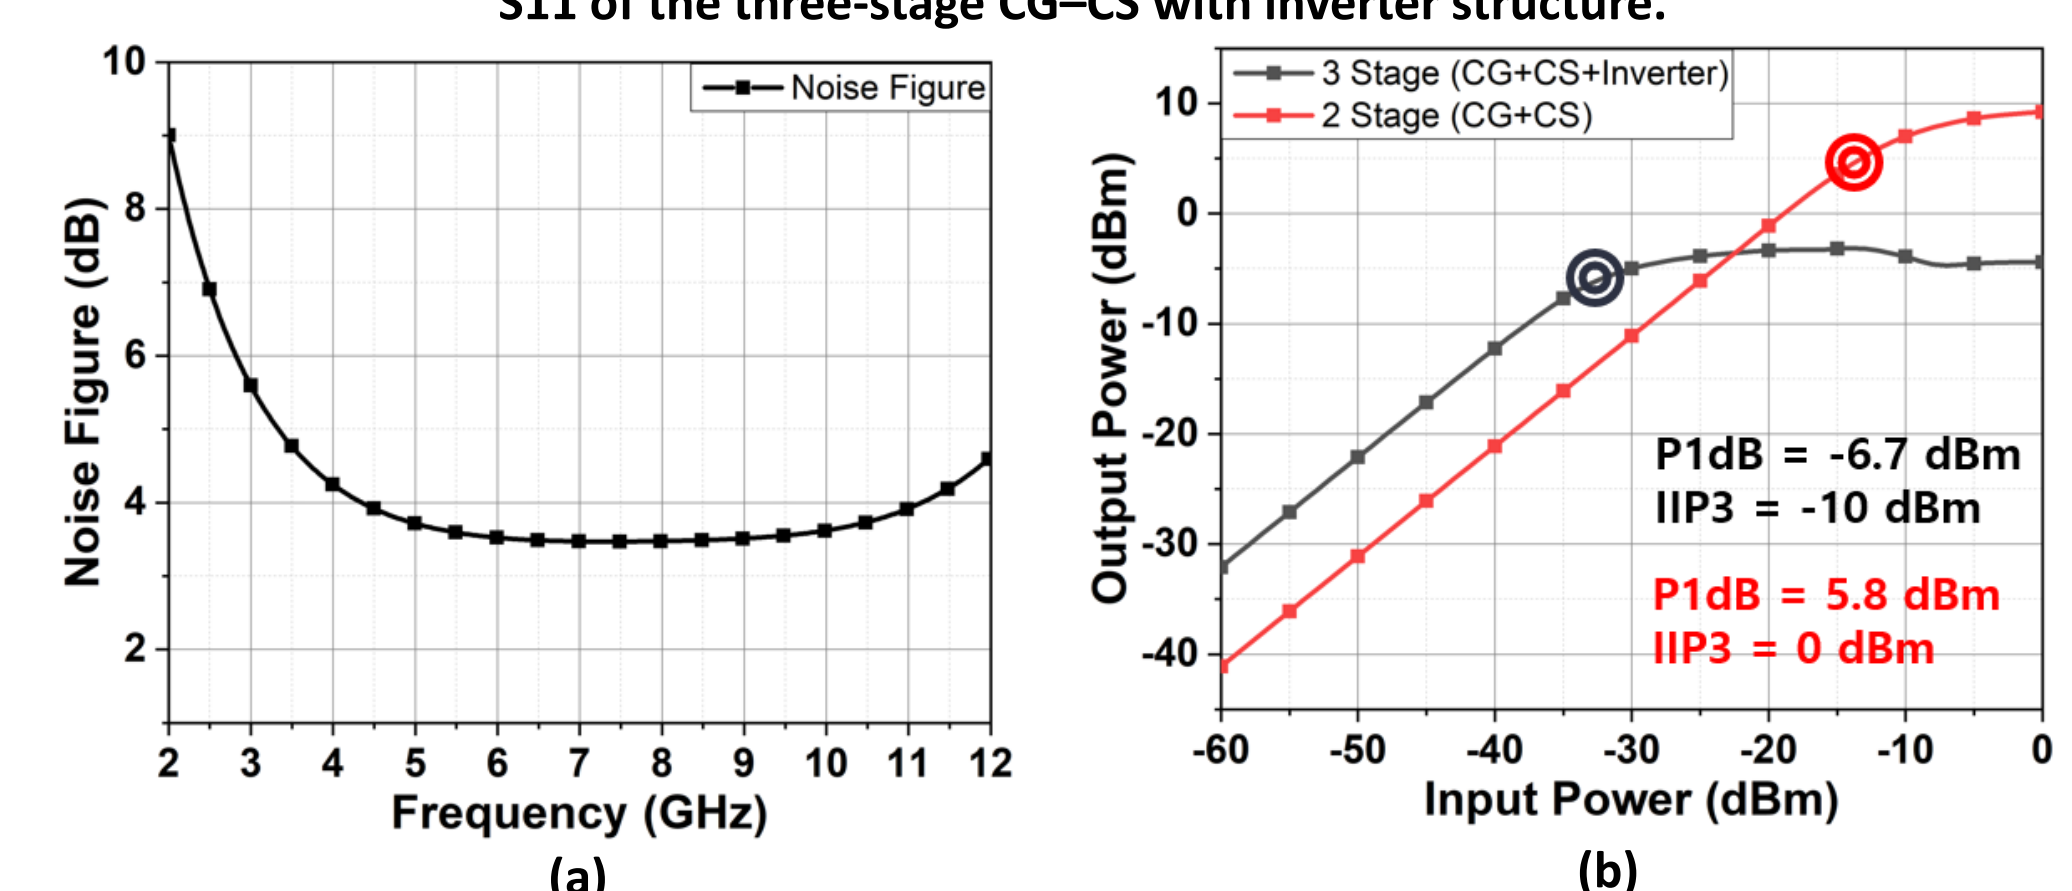 S11 of the three-stage CG–CS with inverter structure.
10
8
6
4
2
Noise Figure (dB)
Noise Figure
2 3 4 5 6 7 8 9 10 11 12
Frequency (GHz)
(a)
10
0
-10
-20
-30
-40
Output Power (dBm)
3 Stage (CG+CS+Inverter)
2 Stage (CG+CS)
P1dB = -6.7 dBm
IIP3 = -10 dBm
P1dB = 5.8 dBm
IIP3 = 0 dBm
-60 -50 -40 -30 -20 -10 0
Input Power (dBm)
(b)